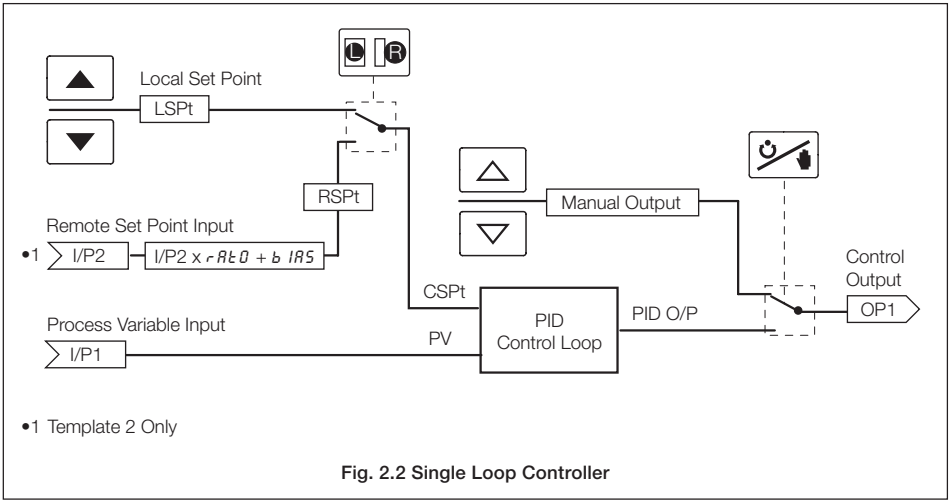 L R
Local Set Point
LSPt
RSPt
Manual Output
Remote Set Point Input
•1 I/P2 I/P2 x rAtO + bIAS
Control
Output
OP1
CSPt
PID
Control Loop
PID O/P
Process Variable Input
I/P1
PV
•1 Template 2 Only
Fig. 2.2 Single Loop Controller